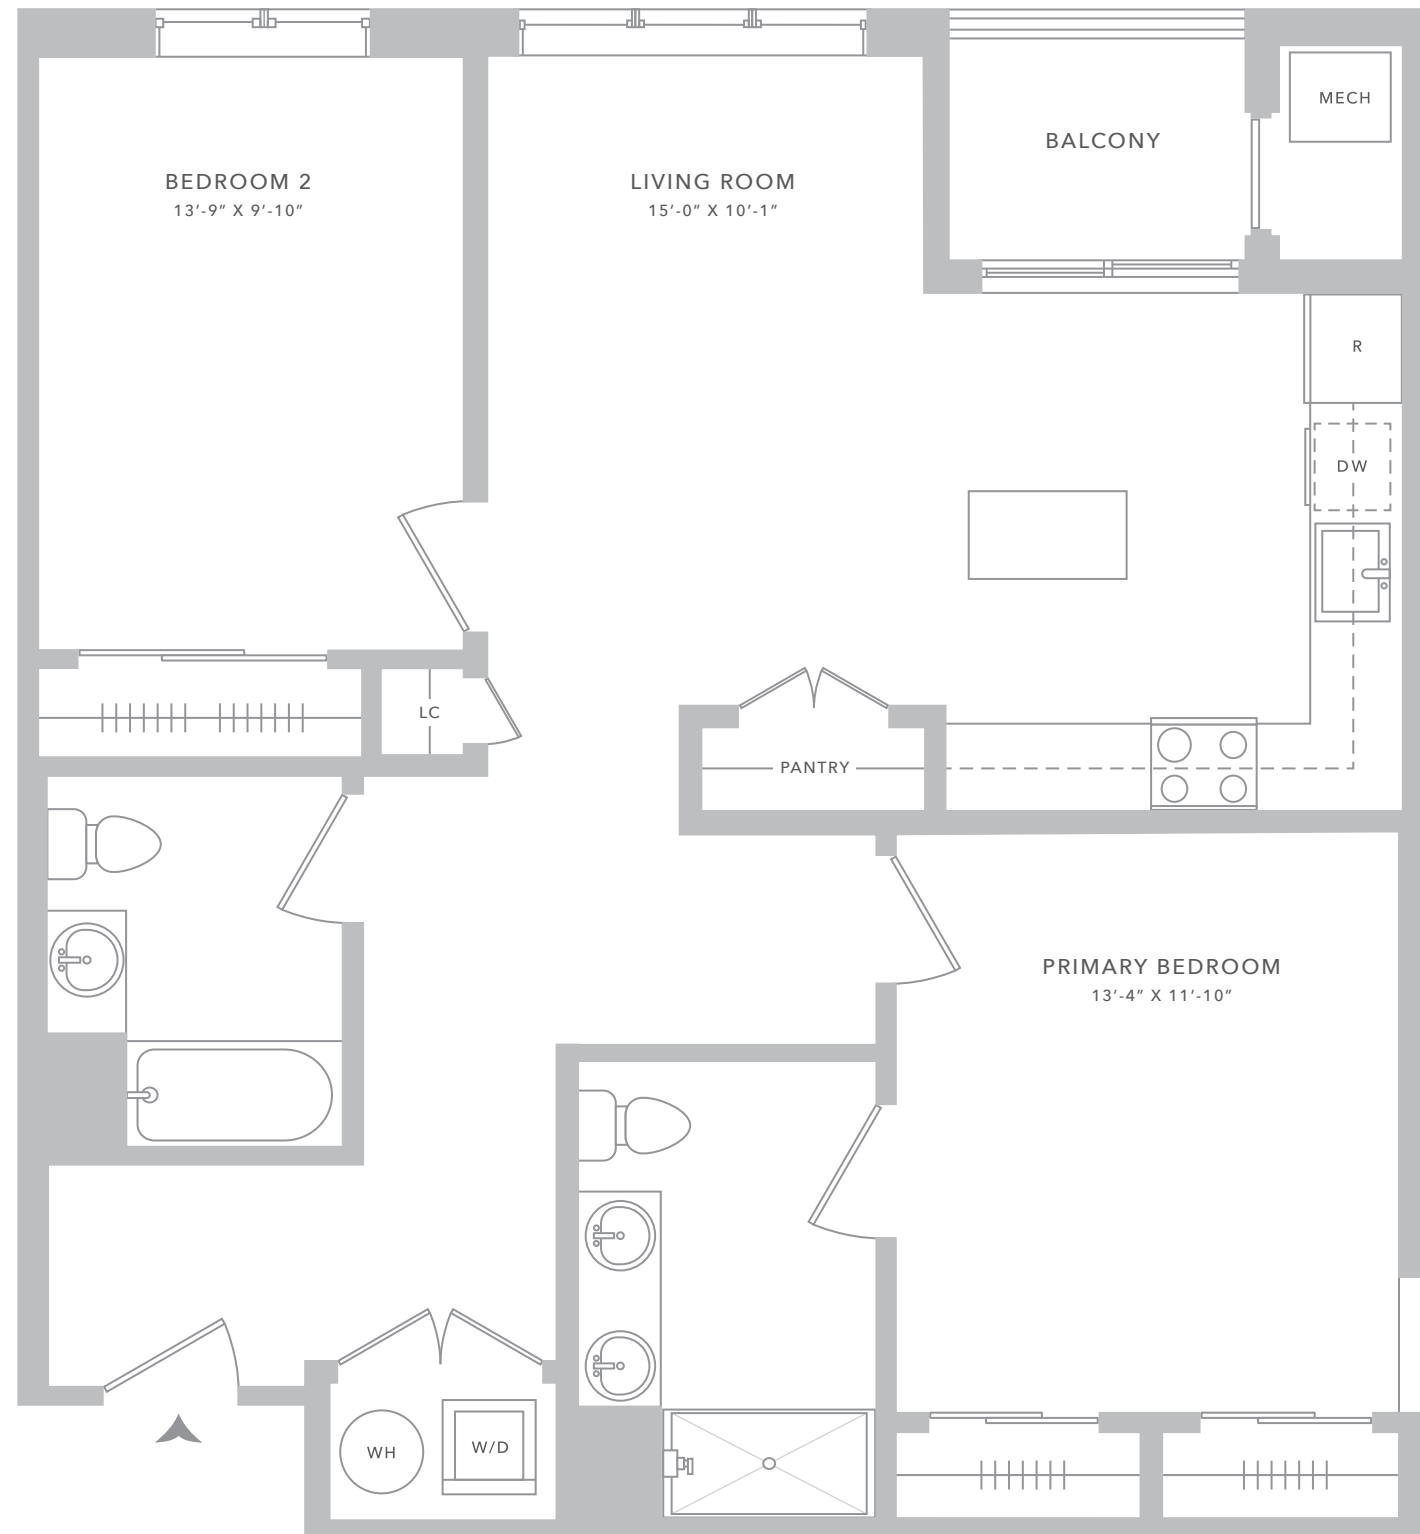 MECH
BALCONY
BEDROOM 2
13’-9” X 9’-10”
LIVING ROOM
15’-0” X 10’-1”
R
DW
LC
PANTRY
PRIMARY BEDROOM
13’-4” X 11’-10”
WH
W/D